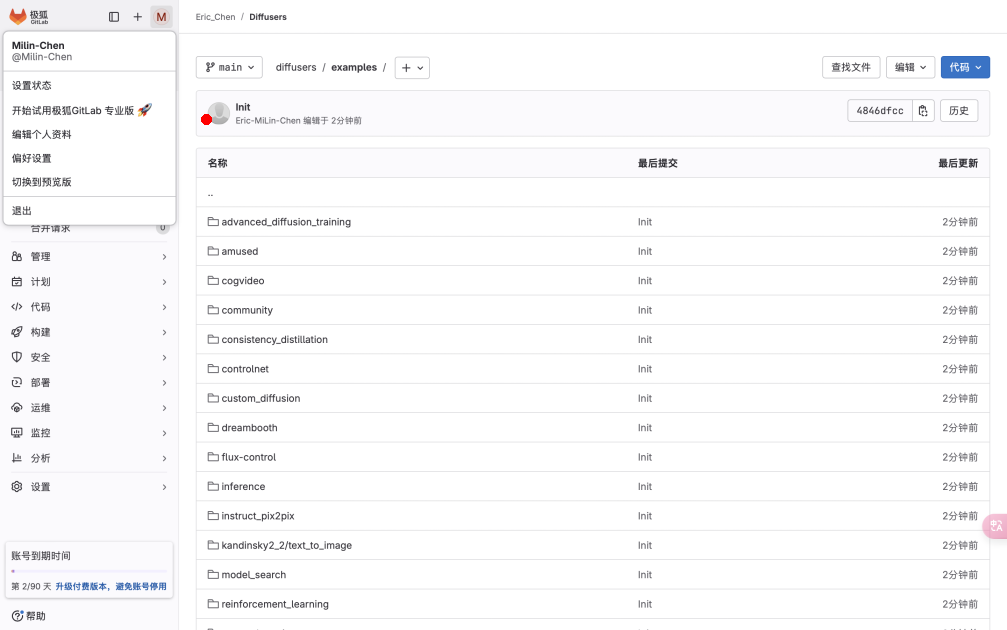 极狐
GitLab
M
Milin-Chen
@Milin-Chen
设置状态
开始试用极狐GitLab 专业版 🚀
编辑个人资料
偏好设置
切换到预览版
退出
合并请求 0
管理
计划
代码
构建
安全
部署
运维
监控
分析
设置
账号到期时间
第 2/90 天 升级付费版本，避免账号停用
帮助
Eric_Chen / Diffusers
main
diffusers / examples /
查找文件
编辑
代码
Init
Eric-MiLin-Chen 编辑于 2分钟前
4846dfcc
历史
名称 最后提交 最后更新
..
advanced_diffusion_training Init 2分钟前
amused Init 2分钟前
cogvideo Init 2分钟前
community Init 2分钟前
consistency_distillation Init 2分钟前
controlnet Init 2分钟前
custom_diffusion Init 2分钟前
dreambooth Init 2分钟前
flux-control Init 2分钟前
inference Init 2分钟前
instruct_pix2pix Init 2分钟前
kandinsky2_2/text_to_image Init 2分钟前
model_search Init 2分钟前
reinforcement_learning Init 2分钟前